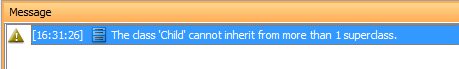 Message
[16:31:26] The class 'Child' cannot inherit from more than 1 superclass.